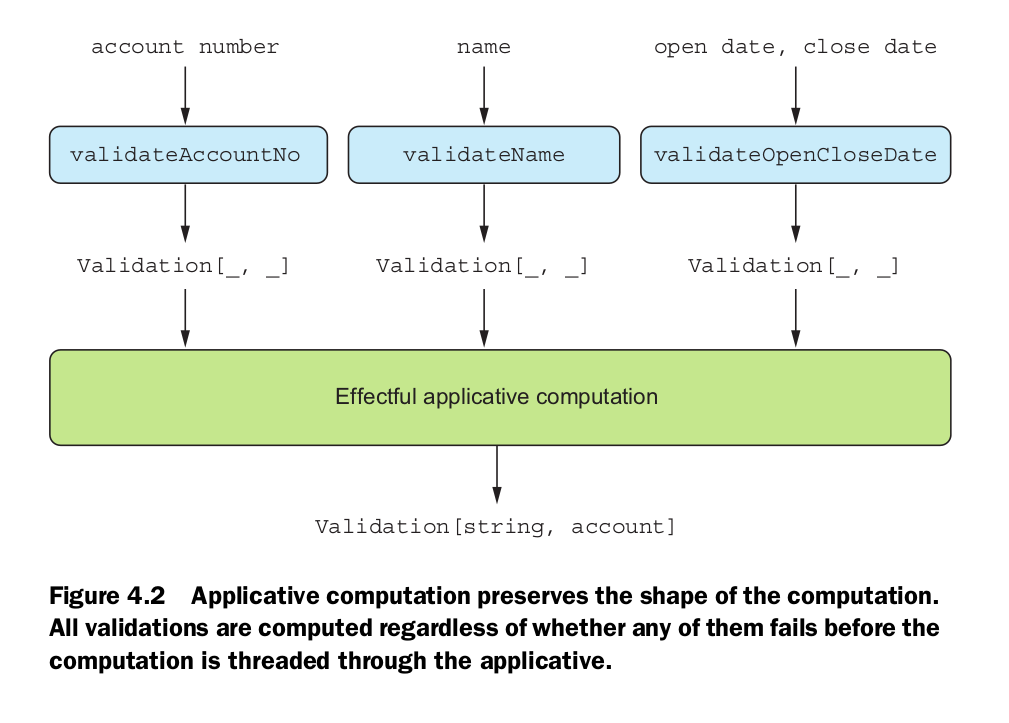 account number
name
open date, close date
validateAccountNo
validateName
validateOpenCloseDate
Validation[_, _]
Validation[_, _]
Validation[_, _]
Effectful applicative computation
Validation[string, account]
Figure 4.2 Applicative computation preserves the shape of the computation.
All validations are computed regardless of whether any of them fails before the
computation is threaded through the applicative.